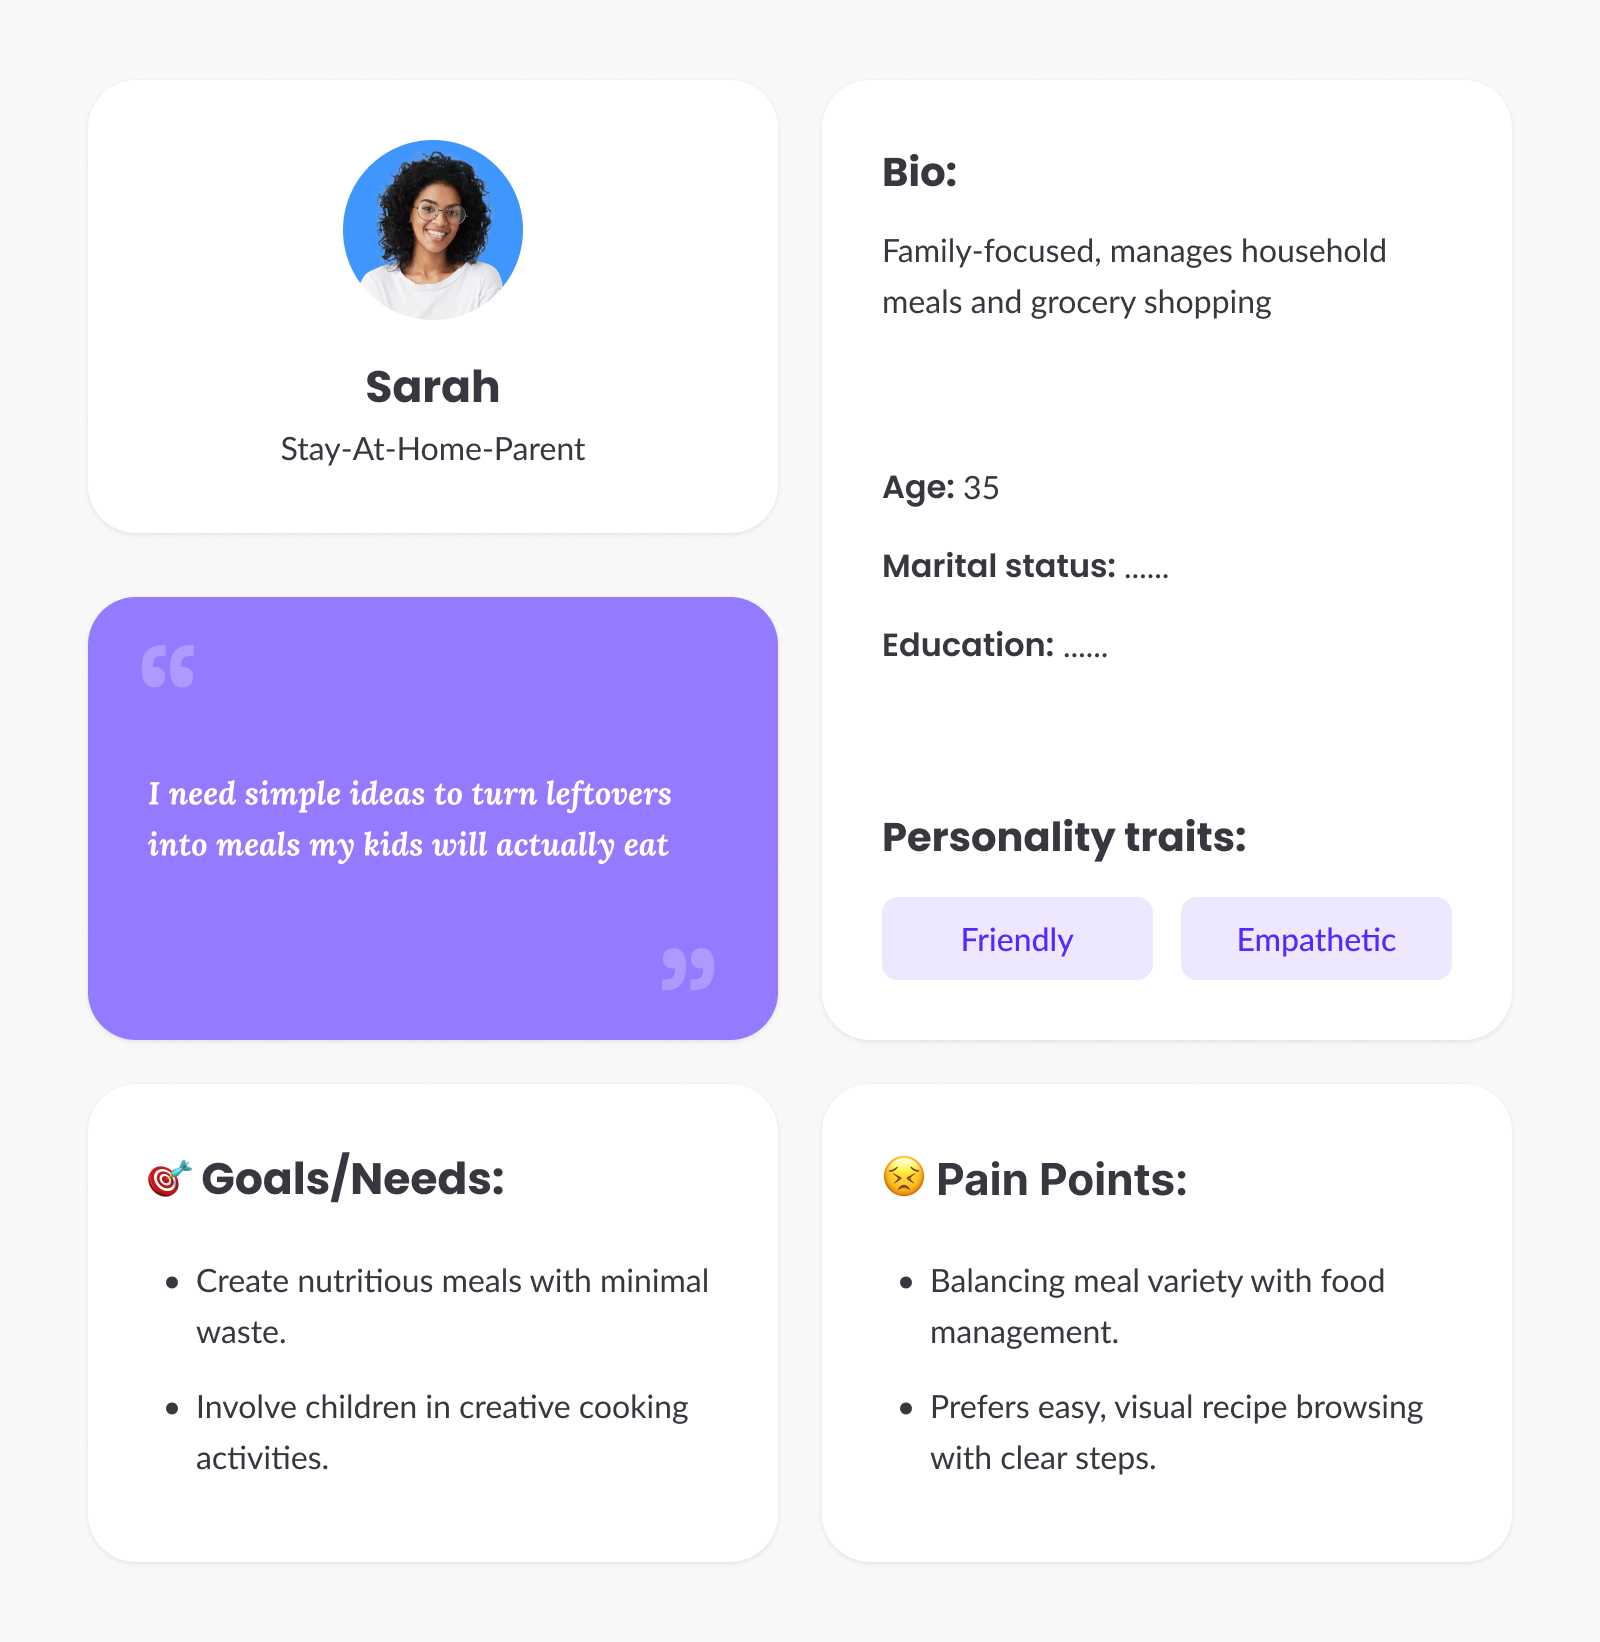 Sarah
Stay-At-Home-Parent
“
I need simple ideas to turn leftovers
into meals my kids will actually eat
”
Bio:
Family-focused, manages household
meals and grocery shopping
Age: 35
Marital status: ......
Education: ......
Personality traits:
Friendly
Empathetic
🎯 Goals/Needs:
• Create nutritious meals with minimal
waste.
• Involve children in creative cooking
activities.
😣 Pain Points:
• Balancing meal variety with food
management.
• Prefers easy, visual recipe browsing
with clear steps.